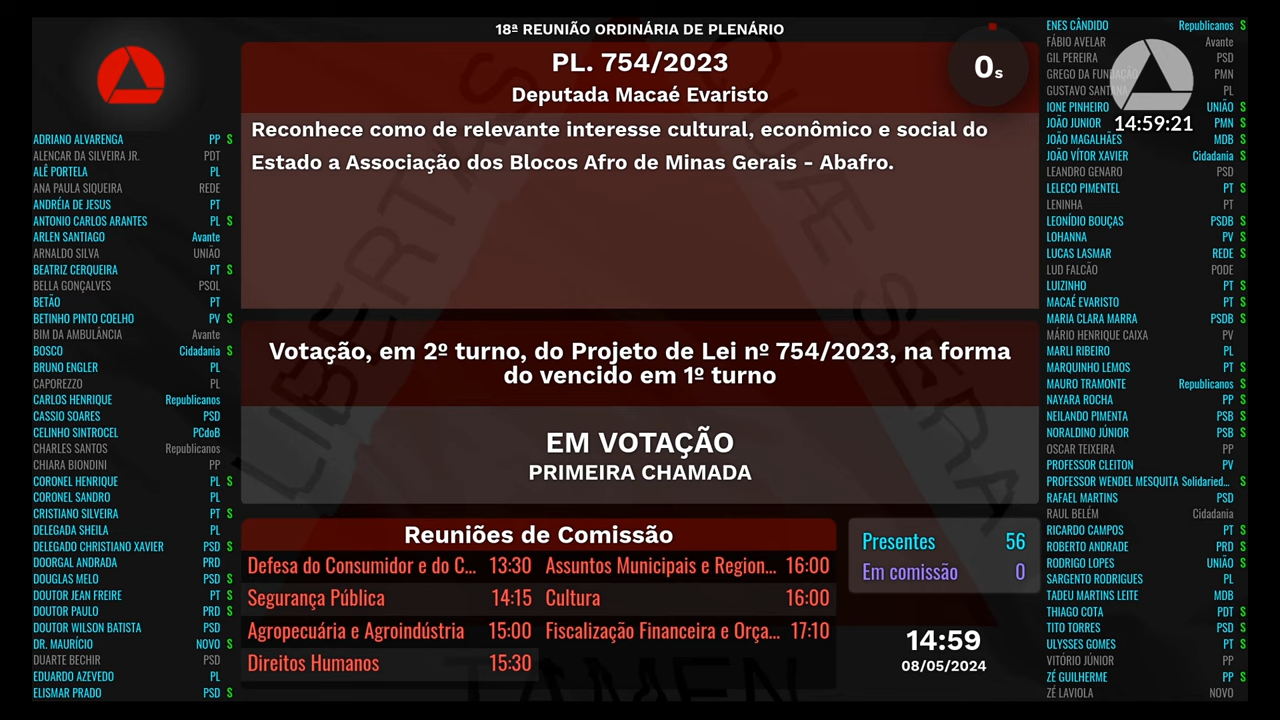 18ª REUNIÃO ORDINÁRIA DE PLENÁRIO
PL. 754/2023
Deputada Macaé Evaristo
0s
Reconhece como de relevante interesse cultural, econômico e social do
Estado a Associação dos Blocos Afro de Minas Gerais - Abafro.
Votação, em 2º turno, do Projeto de Lei nº 754/2023, na forma
do vencido em 1º turno
EM VOTAÇÃO
PRIMEIRA CHAMADA
Reuniões de Comissão
Defesa do Consumidor e do C... 13:30
Segurança Pública 14:15
Agropecuária e Agroindústria 15:00
Direitos Humanos 15:30
Assuntos Municipais e Region... 16:00
Cultura 16:00
Fiscalização Financeira e Orça... 17:10
Presentes 56
Em comissão 0
14:59
08/05/2024
ADRIANO ALVARENGA PP S
ALENCAR DA SILVEIRA JR. PDT
ALÊ PORTELA PL
ANA PAULA SIQUEIRA REDE
ANDRÉIA DE JESUS PT
ANTONIO CARLOS ARANTES PL S
ARLEN SANTIAGO Avante
ARNALDO SILVA UNIÃO
BEATRIZ CERQUEIRA PT S
BELLA GONÇALVES PSOL
BETÃO PT
BETINHO PINTO COELHO PV S
BIM DA AMBULÂNCIA Avante
BOSCO Cidadania S
BRUNO ENGLER PL
CAPOREZZO PL
CARLOS HENRIQUE Republicanos
CASSIO SOARES PSD
CELINHO SINTROCEL PCdoB
CHARLES SANTOS Republicanos
CHIARA BIONDINI PP
CORONEL HENRIQUE PL S
CORONEL SANDRO PL
CRISTIANO SILVEIRA PT S
DELEGADA SHEILA PL
DELEGADO CHRISTIANO XAVIER PSD S
DOORGAL ANDRADA PRD
DOUGLAS MELO PSD S
DOUTOR JEAN FREIRE PT S
DOUTOR PAULO PRD S
DOUTOR WILSON BATISTA PSD
DR. MAURÍCIO NOVO S
DUARTE BECHIR PSD
EDUARDO AZEVEDO PL
ELISMAR PRADO PSD S
ENES CÂNDIDO Republicanos S
FÁBIO AVELAR Avante
GIL PEREIRA PSD
GREGO DA FUNDAÇÃO PMN
GUSTAVO SANTANA PL
IONE PINHEIRO UNIÃO S
JOÃO JUNIOR PMN S
14:59:21
JOÃO MAGALHÃES MDB S
JOÃO VÍTOR XAVIER Cidadania S
LEANDRO GENARO PSD
LELECO PIMENTEL PT S
LENINHA PT
LEONÍDIO BOUÇAS PSDB S
LOHANNA PV S
LUCAS LASMAR REDE S
LUD FALCÃO PODE
LUIZINHO PT S
MACAÉ EVARISTO PT S
MARIA CLARA MARRA PSDB S
MÁRIO HENRIQUE CAIXA PV
MARLI RIBEIRO PL
MARQUINHO LEMOS PT S
MAURO TRAMONTE Republicanos S
NAYARA ROCHA PP S
NEILANDO PIMENTA PSB S
NORALDINO JÚNIOR PSB S
OSCAR TEIXEIRA PP
PROFESSOR CLEITON PV
PROFESSOR WENDEL MESQUITA Solidaried... S
RAFAEL MARTINS PSD
RAUL BELÉM Cidadania
RICARDO CAMPOS PT S
ROBERTO ANDRADE PRD S
RODRIGO LOPES UNIÃO S
SARGENTO RODRIGUES PL
TADEU MARTINS LEITE MDB
THIAGO COTA PDT S
TITO TORRES PSD S
ULYSSES GOMES PT S
VITÓRIO JÚNIOR PP
ZÉ GUILHERME PP S
ZÉ LAVIOLA NOVO
LIBERTAS QUÆ SERA TAMEN